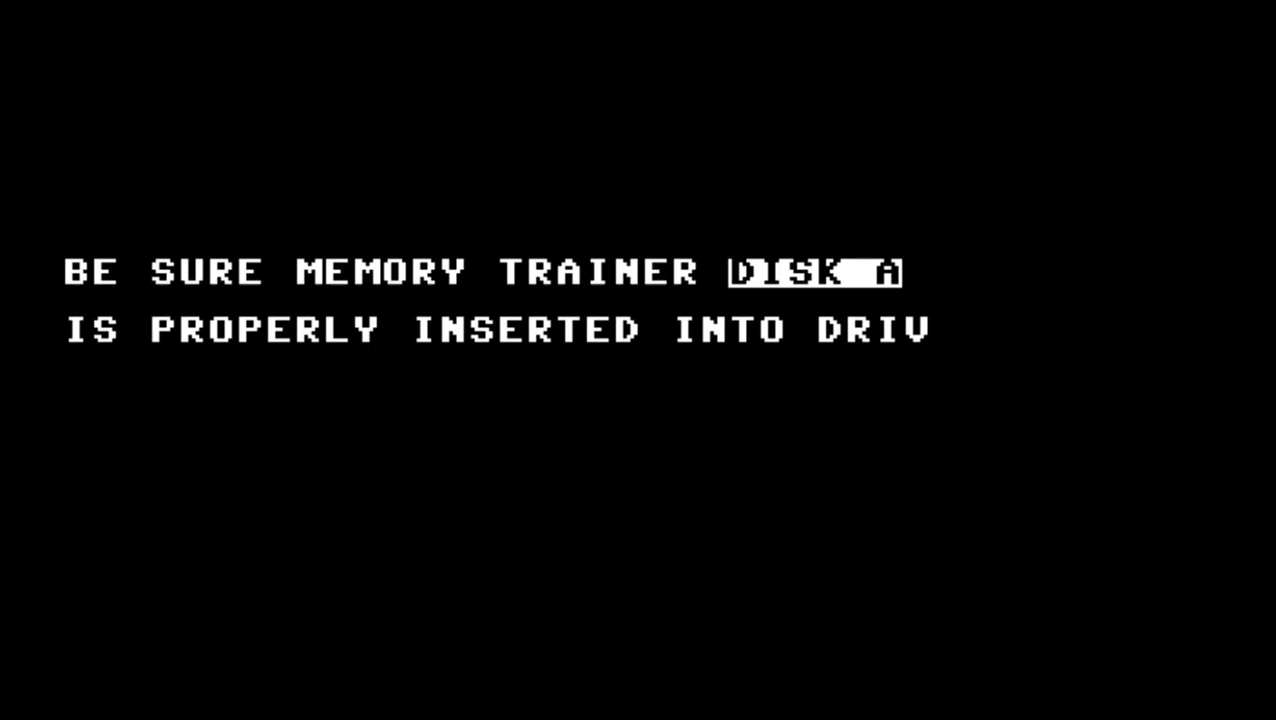 BE SURE MEMORY TRAINER DISK A
IS PROPERLY INSERTED INTO DRIV